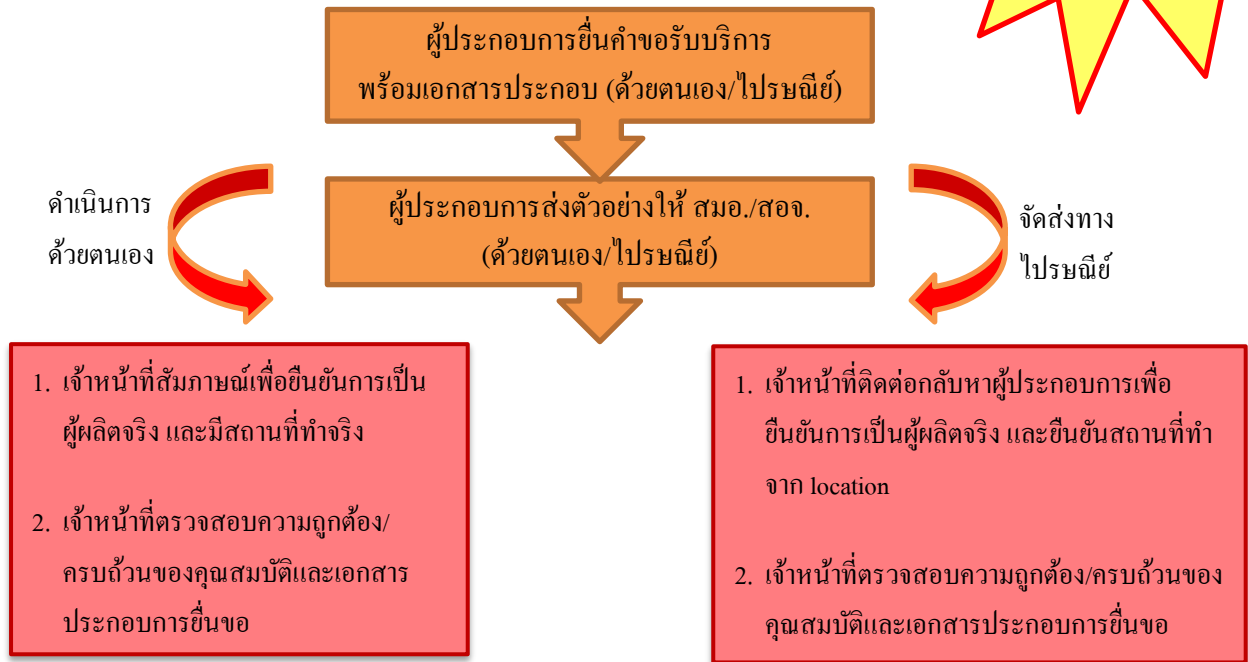 ผู้ประกอบการยื่นคำขอรับบริการ
พร้อมเอกสารประกอบ (ด้วยตนเอง/ไปรษณีย์)
ผู้ประกอบการส่งตัวอย่างให้ สมอ./สอจ.
(ด้วยตนเอง/ไปรษณีย์)
ดำเนินการ
ด้วยตนเอง
จัดส่งทาง
ไปรษณีย์
1. เจ้าหน้าที่สัมภาษณ์เพื่อยืนยันการเป็น
ผู้ผลิตจริง และมีสถานที่ทำจริง
2. เจ้าหน้าที่ตรวจสอบความถูกต้อง/
ครบถ้วนของคุณสมบัติและเอกสาร
ประกอบการยื่นขอ
1. เจ้าหน้าที่ติดต่อกลับหาผู้ประกอบการเพื่อ
ยืนยันการเป็นผู้ผลิตจริง และยืนยันสถานที่ทำ
จาก location
2. เจ้าหน้าที่ตรวจสอบความถูกต้อง/ครบถ้วนของ
คุณสมบัติและเอกสารประกอบการยื่นขอ